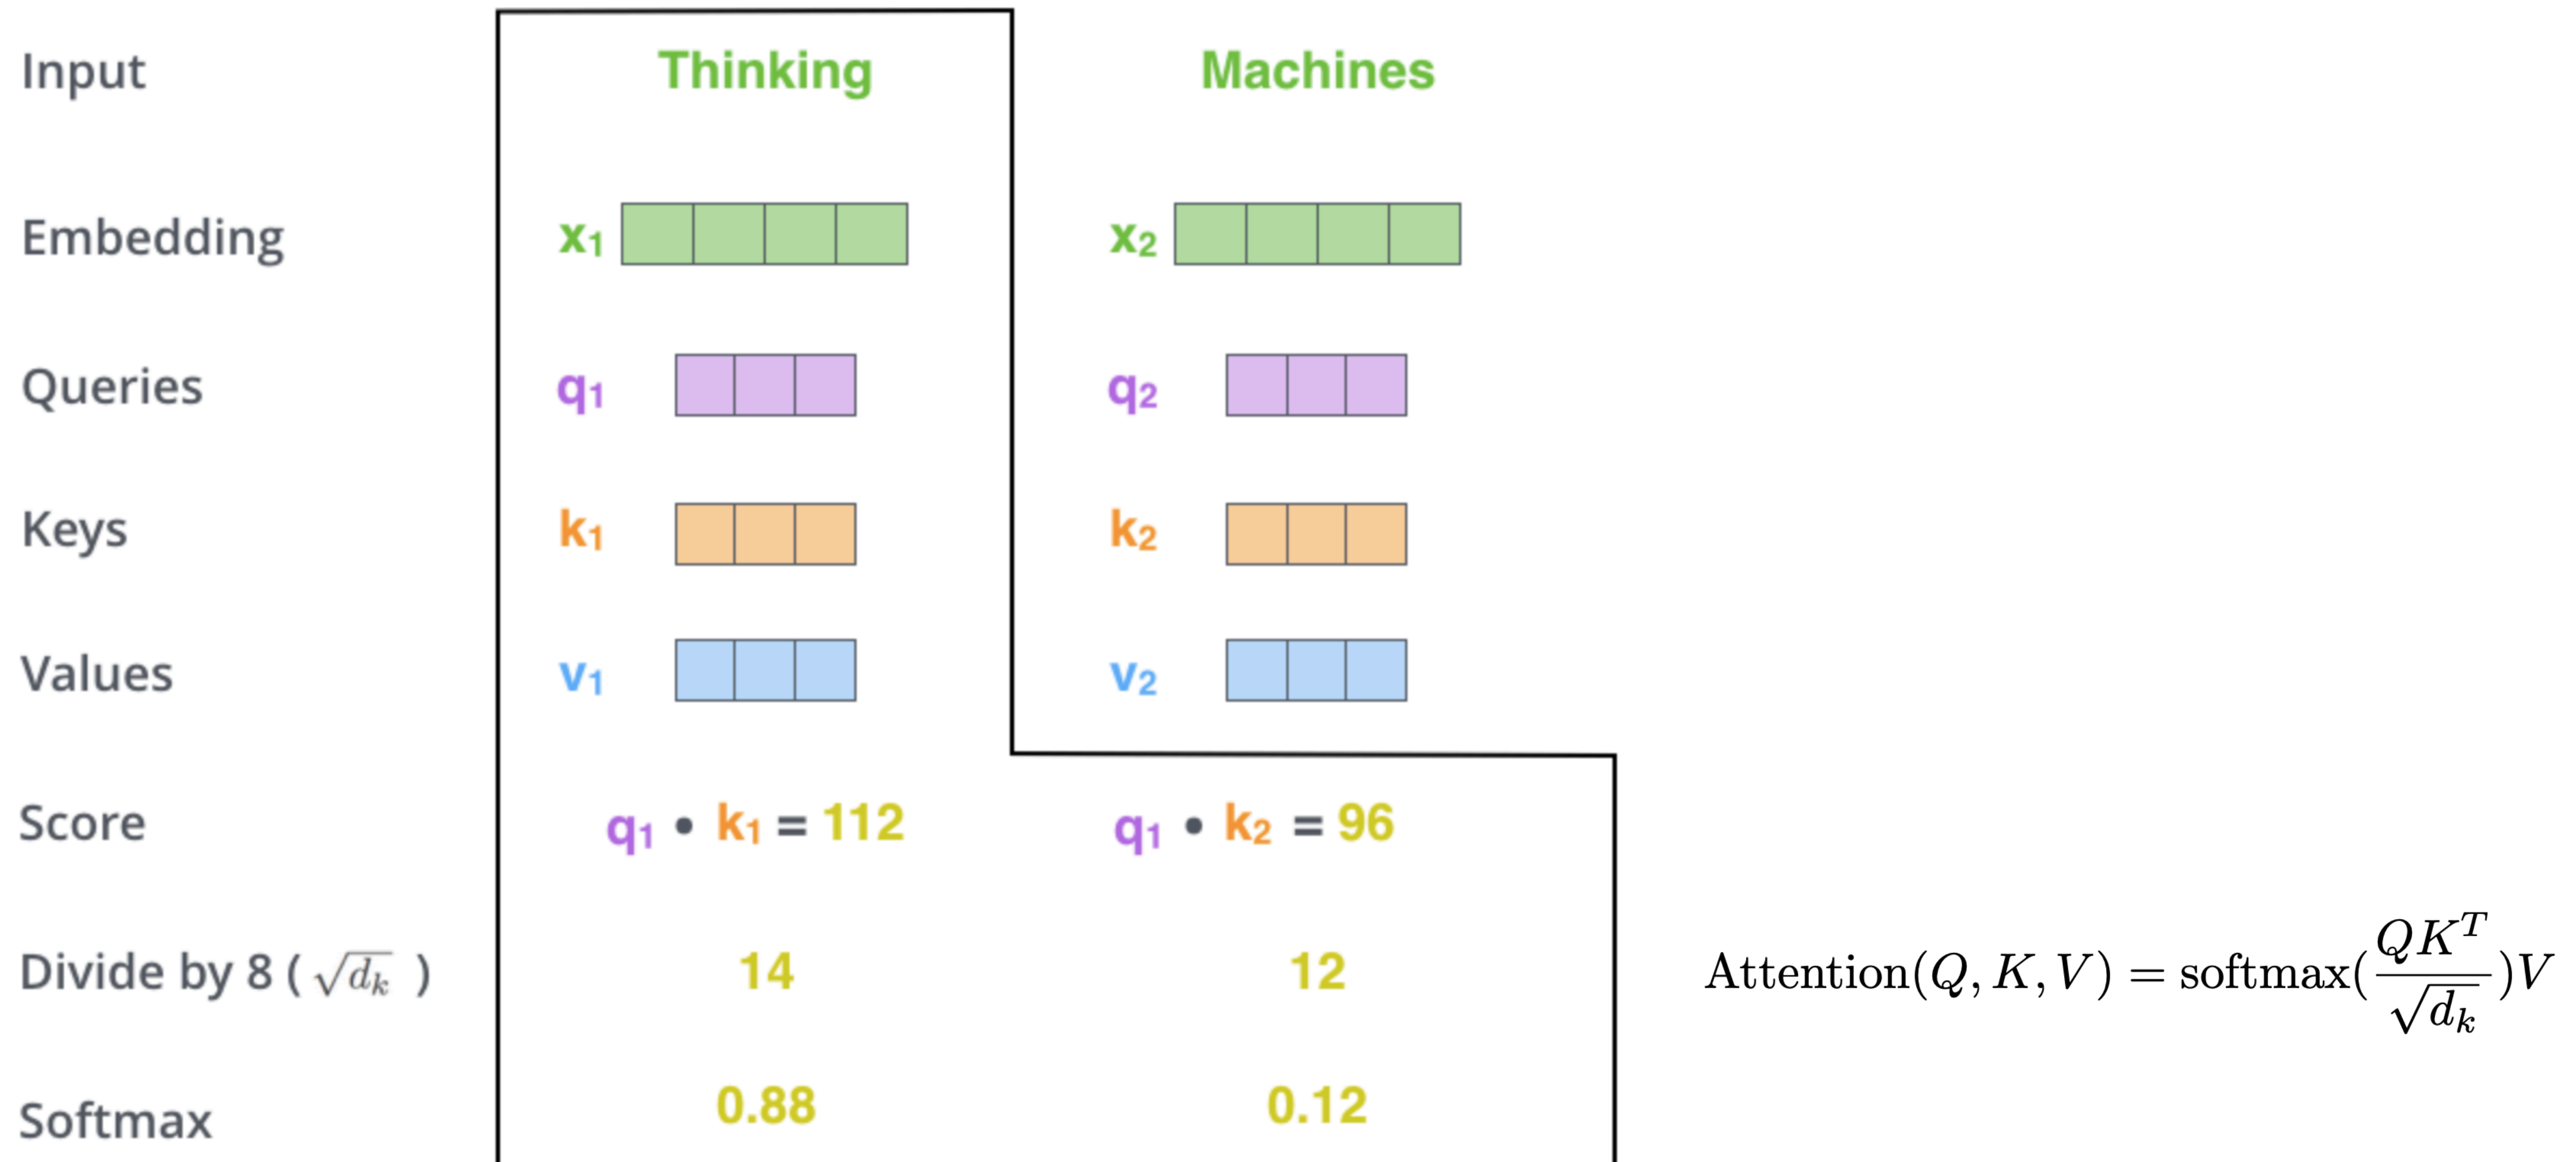 Input Thinking Machines
Embedding x₁ x₂
Queries q₁ q₂
Keys k₁ k₂
Values v₁ v₂
Score q₁ • k₁ = 112 q₁ • k₂ = 96
Divide by 8 ( √dₖ ) 14 12
Attention(Q, K, V) = softmax(QKᵀ/√dₖ)V
Softmax 0.88 0.12